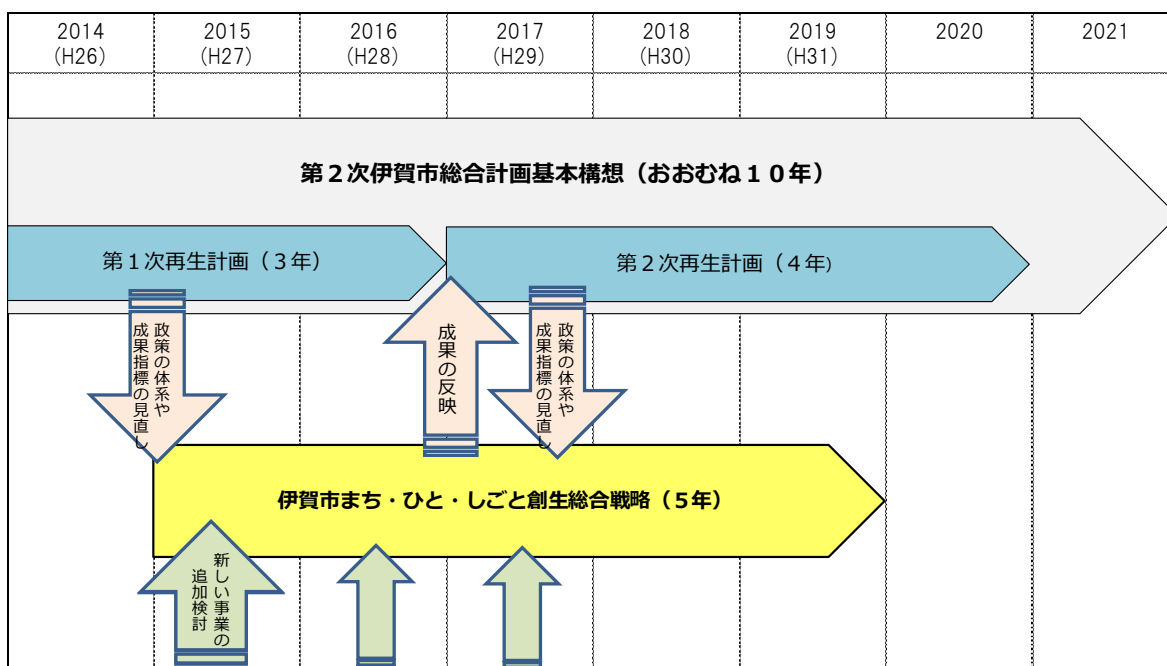 2014
(H26)
2015
(H27)
2016
(H28)
2017
(H29)
2018
(H30)
2019
(H31)
2020
2021
第２次伊賀市総合計画基本構想（おおむね１０年）
第１次再生計画（３年）
第２次再生計画（４年)
政策の体系や
成果指標の見直し
成果の反映
政策の体系や
成果指標の見直し
伊賀市まち・ひと・しごと創生総合戦略（５年）
新しい事業の
追加検討